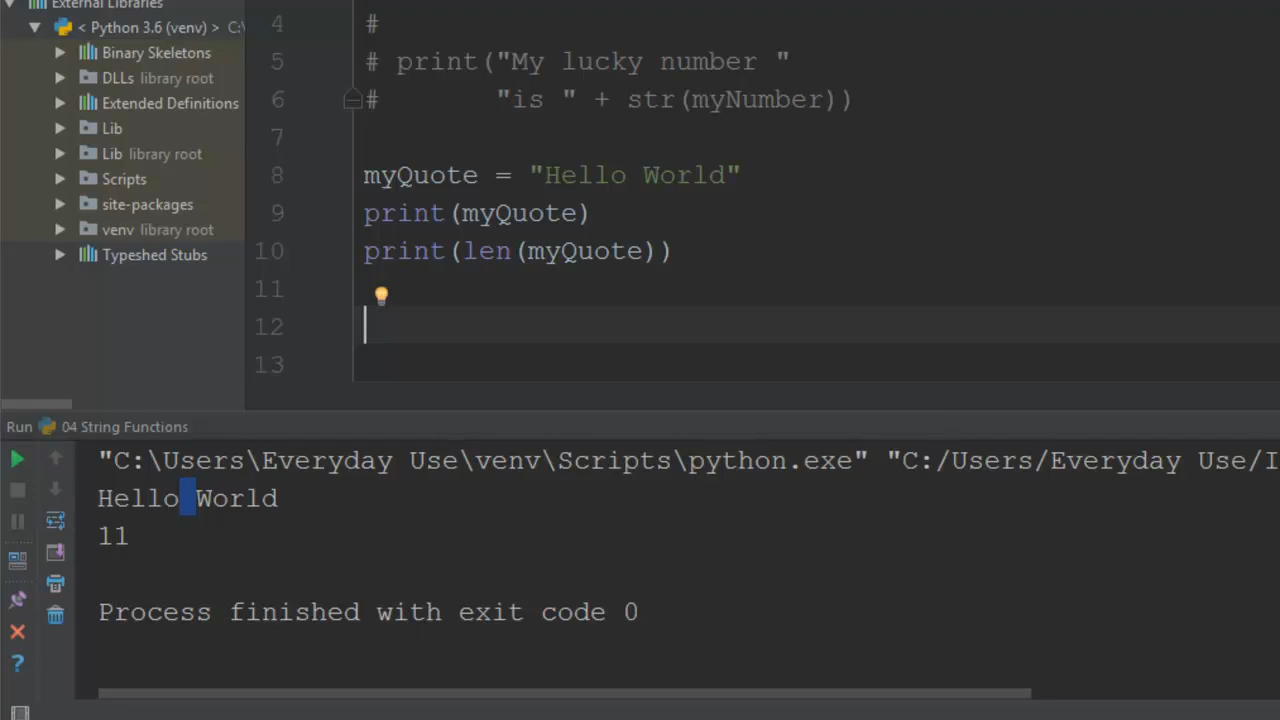 External Libraries
< Python 3.6 (venv) > C:\
Binary Skeletons
DLLs library root
Extended Definitions
Lib
Lib library root
Scripts
site-packages
venv library root
Typeshed Stubs
4 #
5 # print("My lucky number "
6 #       "is " + str(myNumber))
7
8 myQuote = "Hello World"
9 print(myQuote)
10 print(len(myQuote))
11
12
13
Run 04 String Functions
"C:\Users\Everyday Use\venv\Scripts\python.exe" "C:/Users/Everyday Use/I
Hello World
11
Process finished with exit code 0